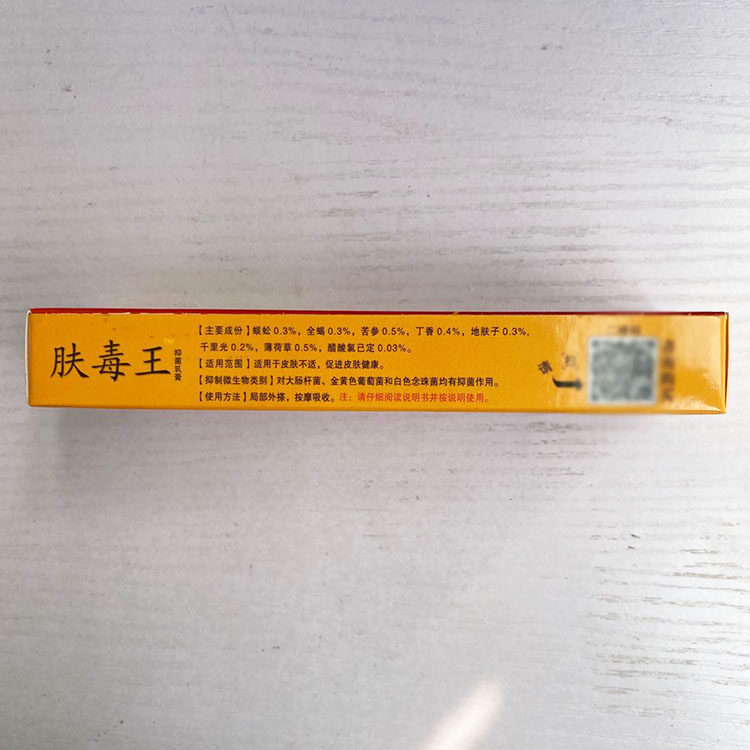 肤毒王™
抑菌乳膏
【主要成份】蜈蚣0.3%，全蝎0.3%，苦参0.5%，丁香0.4%，地肤子0.3%，
千里光0.2%，薄荷草0.5%，醋酸氯已定0.03%。
【适用范围】适用于皮肤不适，促进皮肤健康。
【抑制微生物类别】对大肠杆菌、金黄色葡萄菌和白色念珠菌均有抑菌作用。
【使用方法】局部外搽，按摩吸收。注：请仔细阅读说明书并按说明使用。
请